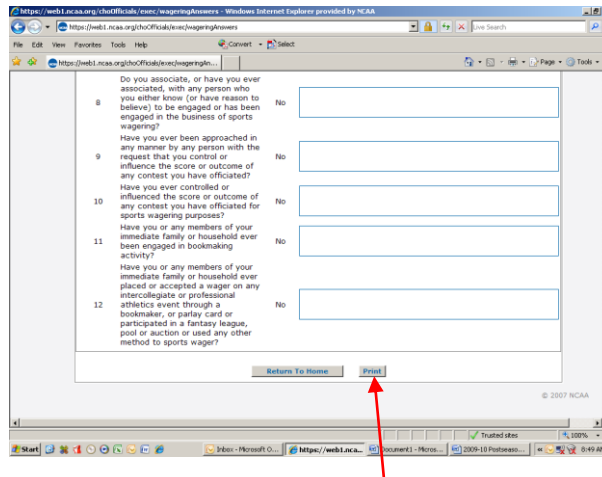 https://web1.ncaa.org/choOfficials/exec/wageringAnswers - Windows Internet Explorer provided by NCAA
https://web1.ncaa.org/choOfficials/exec/wageringAnswers
Live Search
File Edit View Favorites Tools Help Convert Select
https://web1.ncaa.org/choOfficials/exec/wageringAn...
Page Tools
Do you associate, or have you ever
associated, with any person who
you either know (or have reason to
8 believe) to be engaged or has been No
engaged in the business of sports
wagering?
Have you ever been approached in
any manner by any person with the
9 request that you control or No
influence the score or outcome of
any contest you have officiated?
Have you ever controlled or
10 influenced the score or outcome of No
any contest you have officiated for
sports wagering purposes?
Have you or any members of your
11 immediate family or household ever No
been engaged in bookmaking
activity?
Have you or any members of your
immediate family or household ever
placed or accepted a wager on any
intercollegiate or professional
12 athletics event through a No
bookmaker, or parlay card or
participated in a fantasy league,
pool or auction or used any other
method to sports wager?
Return To Home Print
© 2007 NCAA
Trusted sites 100%
Start Inbox - Microsoft O... https://web1.nca... Document1 - Micros... 2009-10 Postseaso... 8:49 AM